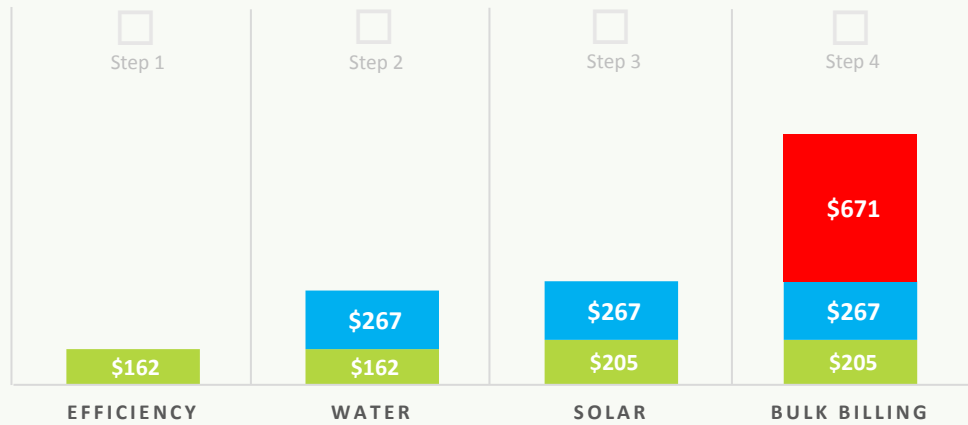 Step 1
Step 2
Step 3
Step 4
$671
$267
$267
$267
$162
$162
$205
$205
EFFICIENCY
WATER
SOLAR
BULK BILLING